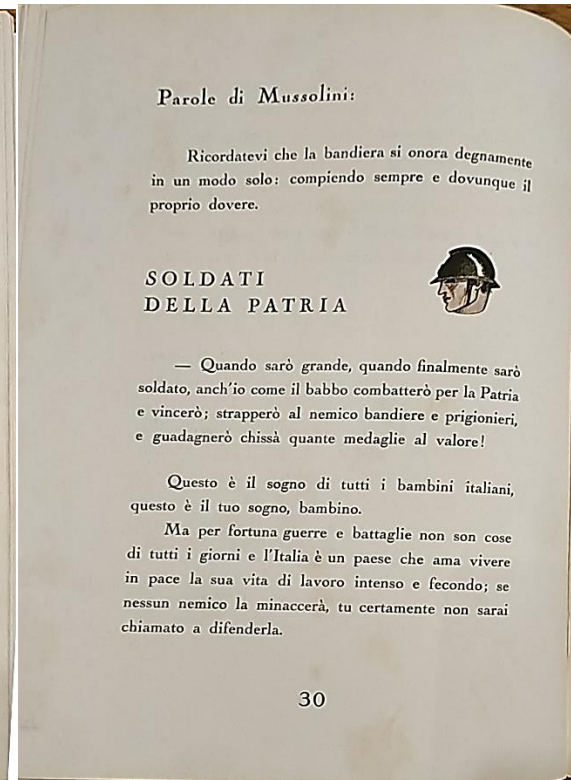 Parole di Mussolini:
Ricordatevi che la bandiera si onora degnamente
in un modo solo: compiendo sempre e dovunque il
proprio dovere.
SOLDATI
DELLA PATRIA
— Quando sarò grande, quando finalmente sarò
soldato, anch'io come il babbo combatterò per la Patria
e vincerò; strapperò al nemico bandiere e prigionieri,
e guadagnerò chissà quante medaglie al valore!
Questo è il sogno di tutti i bambini italiani,
questo è il tuo sogno, bambino.
Ma per fortuna guerre e battaglie non son cose
di tutti i giorni e l'Italia è un paese che ama vivere
in pace la sua vita di lavoro intenso e fecondo; se
nessun nemico la minaccerà, tu certamente non sarai
chiamato a difenderla.
30